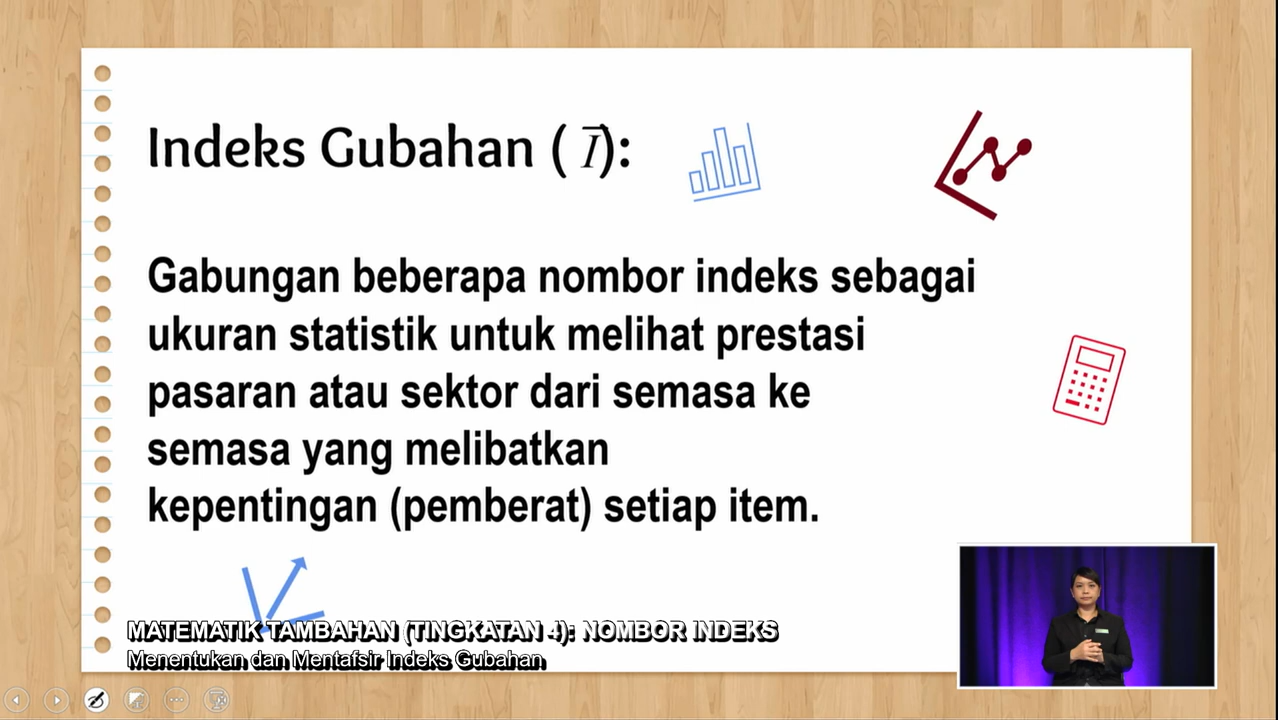 Indeks Gubahan ( Ī):
Gabungan beberapa nombor indeks sebagai
ukuran statistik untuk melihat prestasi
pasaran atau sektor dari semasa ke
semasa yang melibatkan
kepentingan (pemberat) setiap item.
MATEMATIK TAMBAHAN (TINGKATAN 4): NOMBOR INDEKS
Menentukan dan Mentafsir Indeks Gubahan